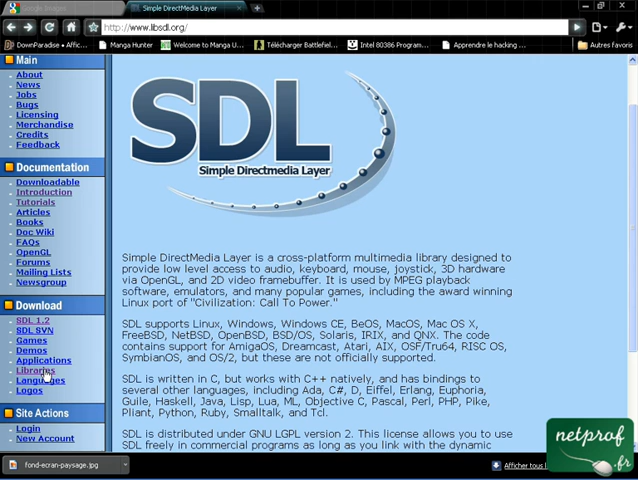 Google Images
Simple DirectMedia Layer
http://www.libsdl.org/
DownParadise • Affic...
Manga Hunter
Welcome to Manga U...
Télécharger Battlefiel...
Intel 80386 Program...
Apprendre le hacking
Autres favoris
Main
About
News
Jobs
Bugs
Licensing
Merchandise
Credits
Feedback
Documentation
Downloadable
Introduction
Tutorials
Articles
Books
Doc Wiki
FAQs
OpenGL
Forums
Mailing Lists
Newsgroup
Download
SDL 1.2
SDL SVN
Games
Demos
Applications
Libraries
Languages
Logos
Site Actions
Login
New Account
SDL
Simple Directmedia Layer
Simple DirectMedia Layer is a cross-platform multimedia library designed to
provide low level access to audio, keyboard, mouse, joystick, 3D hardware
via OpenGL, and 2D video framebuffer. It is used by MPEG playback
software, emulators, and many popular games, including the award winning
Linux port of "Civilization: Call To Power."
SDL supports Linux, Windows, Windows CE, BeOS, MacOS, Mac OS X,
FreeBSD, NetBSD, OpenBSD, BSD/OS, Solaris, IRIX, and QNX. The code
contains support for AmigaOS, Dreamcast, Atari, AIX, OSF/Tru64, RISC OS,
SymbianOS, and OS/2, but these are not officially supported.
SDL is written in C, but works with C++ natively, and has bindings to
several other languages, including Ada, C#, D, Eiffel, Erlang, Euphoria,
Guile, Haskell, Java, Lisp, Lua, ML, Objective C, Pascal, Perl, PHP, Pike,
Pliant, Python, Ruby, Smalltalk, and Tcl.
SDL is distributed under GNU LGPL version 2. This license allows you to use
SDL freely in commercial programs as long as you link with the dynamic
fond-ecran-paysage.jpg
Afficher tous l
netprof
.fr